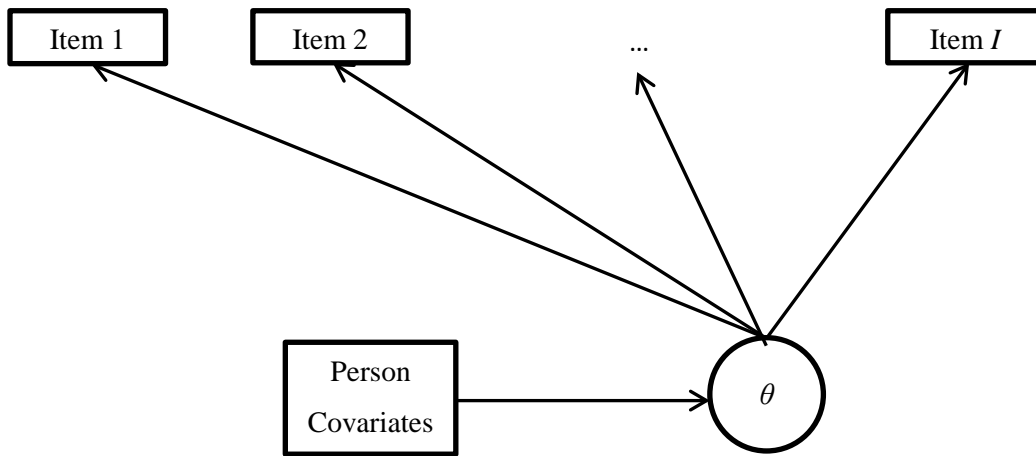 Item 1
Item 2
...
Item I
Person
Covariates
θ